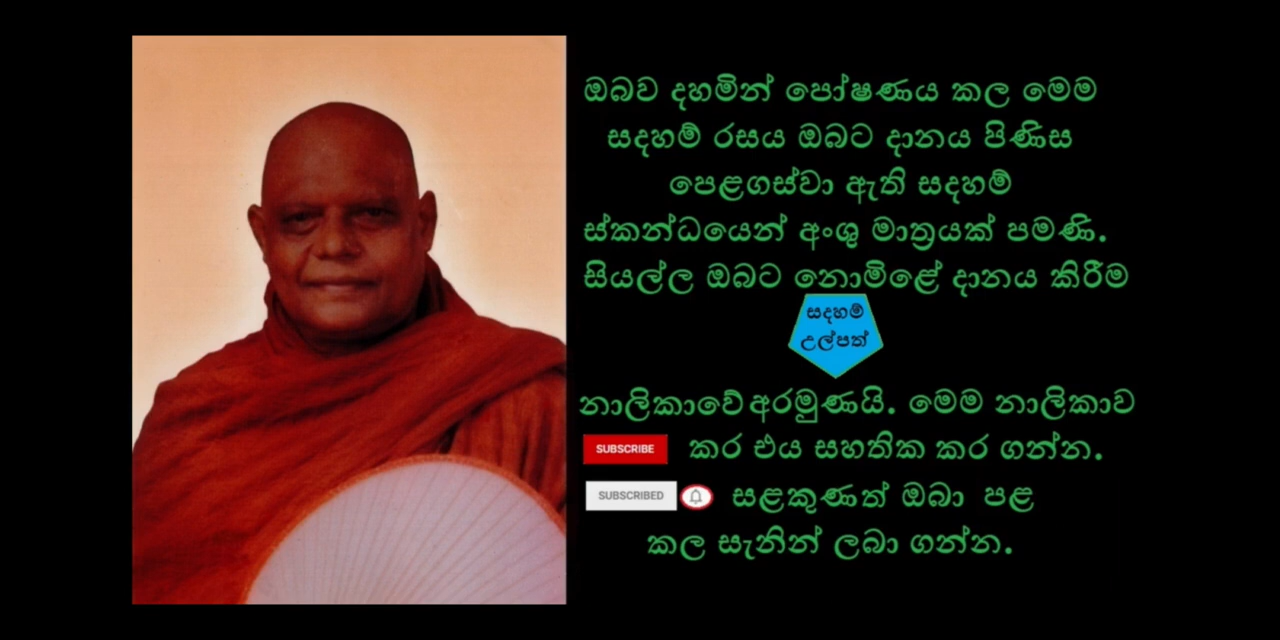 ඔබව දහමින් පෝෂණය කල මෙම
සදහම් රසය ඔබට දානය පිණිස
පෙළගස්වා ඇති සදහම්
ස්කන්ධයෙන් අංශු මාත්‍රයක් පමණි.
සියල්ල ඔබට නොමිළේ දානය කිරීම
සදහම්
උල්පත්
නාලිකාවේ අරමුණයි. මෙම නාලිකාව
SUBSCRIBE කර එය සහතික කර ගන්න.
SUBSCRIBED සළකුණත් ඔබා පළ
කල සැනින් ලබා ගන්න.